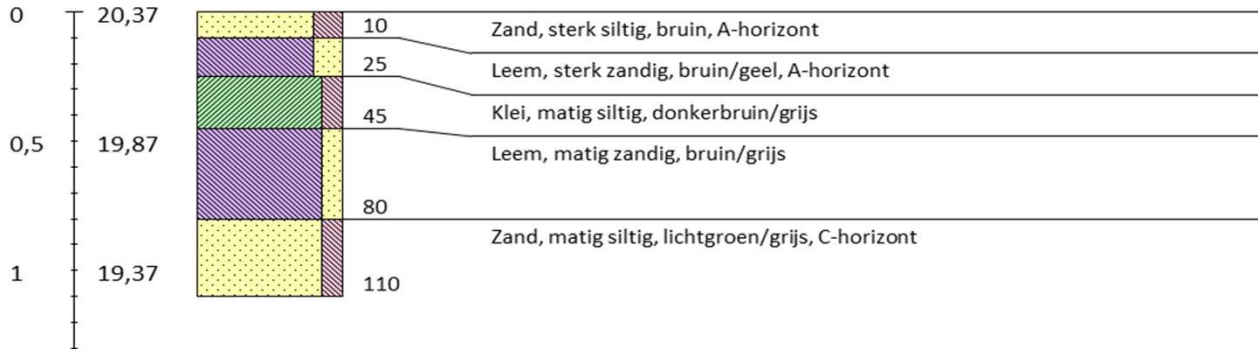 0 20,37
10 Zand, sterk siltig, bruin, A-horizont
25 Leem, sterk zandig, bruin/geel, A-horizont
45 Klei, matig siltig, donkerbruin/grijs
0,5 19,87
Leem, matig zandig, bruin/grijs
80
Zand, matig siltig, lichtgroen/grijs, C-horizont
1 19,37
110